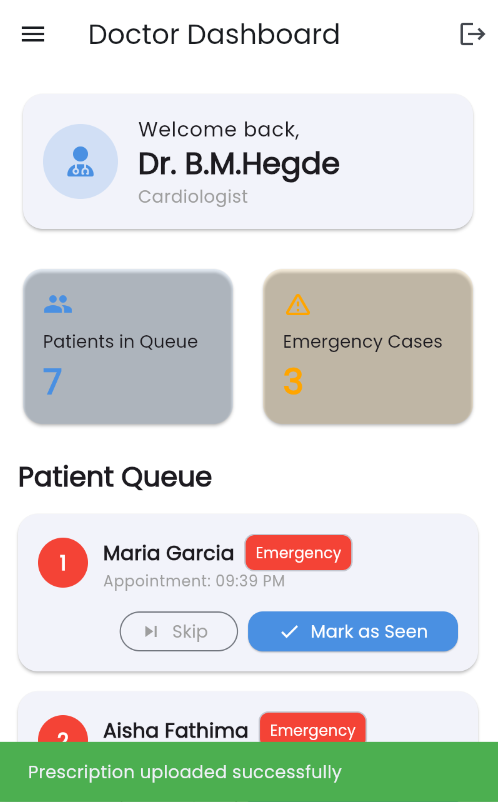 Doctor Dashboard
Welcome back,
Dr. B.M.Hegde
Cardiologist
Patients in Queue
7
Emergency Cases
3
Patient Queue
1
Maria Garcia
Emergency
Appointment: 09:39 PM
Skip
Mark as Seen
2
Aisha Fathima
Emergency
Prescription uploaded successfully